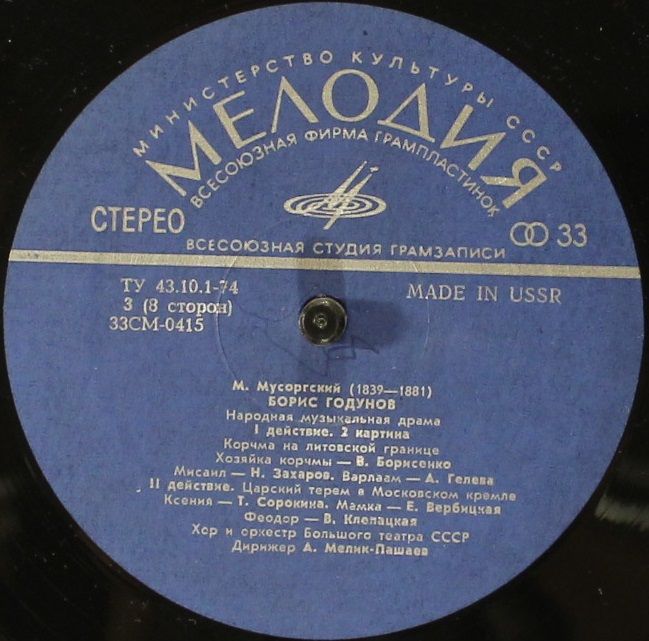 МИНИСТЕРСТВО КУЛЬТУРЫ СССР
МЕЛОДИЯ
ВСЕСОЮЗНАЯ ФИРМА ГРАМПЛАСТИНОК
СТЕРЕО
33
ВСЕСОЮЗНАЯ СТУДИЯ ГРАМЗАПИСИ
ТУ 43.10.1-74
MADE IN USSR
3 (8 сторон)
33СМ-0415
М. Мусоргский (1839—1881)
БОРИС ГОДУНОВ
Народная музыкальная драма
I действие. 2 картина
Корчма на литовской границе
Хозяйка корчмы — В. Борисенко
Мисаил — Н. Захаров. Варлаам — А. Гелева
II действие. Царский терем в Московском кремле
Ксения — Т. Сорокина. Мамка — Е. Вербицкая
Феодор — В. Клепацкая
Хор и оркестр Большого театра СССР
Дирижер А. Мелик-Пашаев